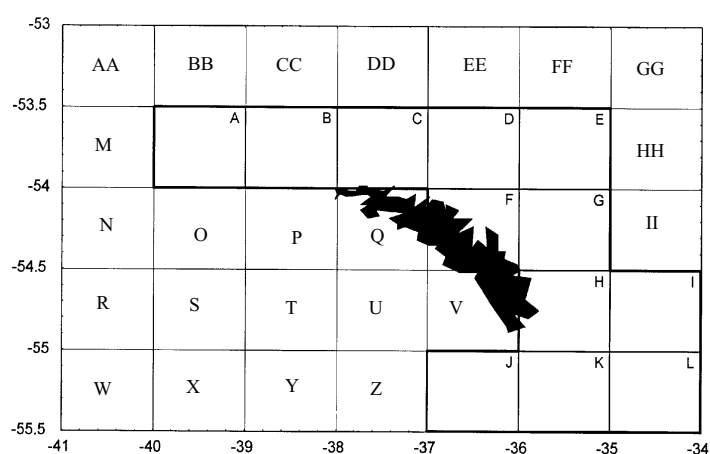 -53
AA BB CC DD EE FF GG
-53.5
M A B C D E HH
-54
N O P Q F G II
-54.5
R S T U V H I
-55
W X Y Z J K L
-55.5
-41 -40 -39 -38 -37 -36 -35 -34